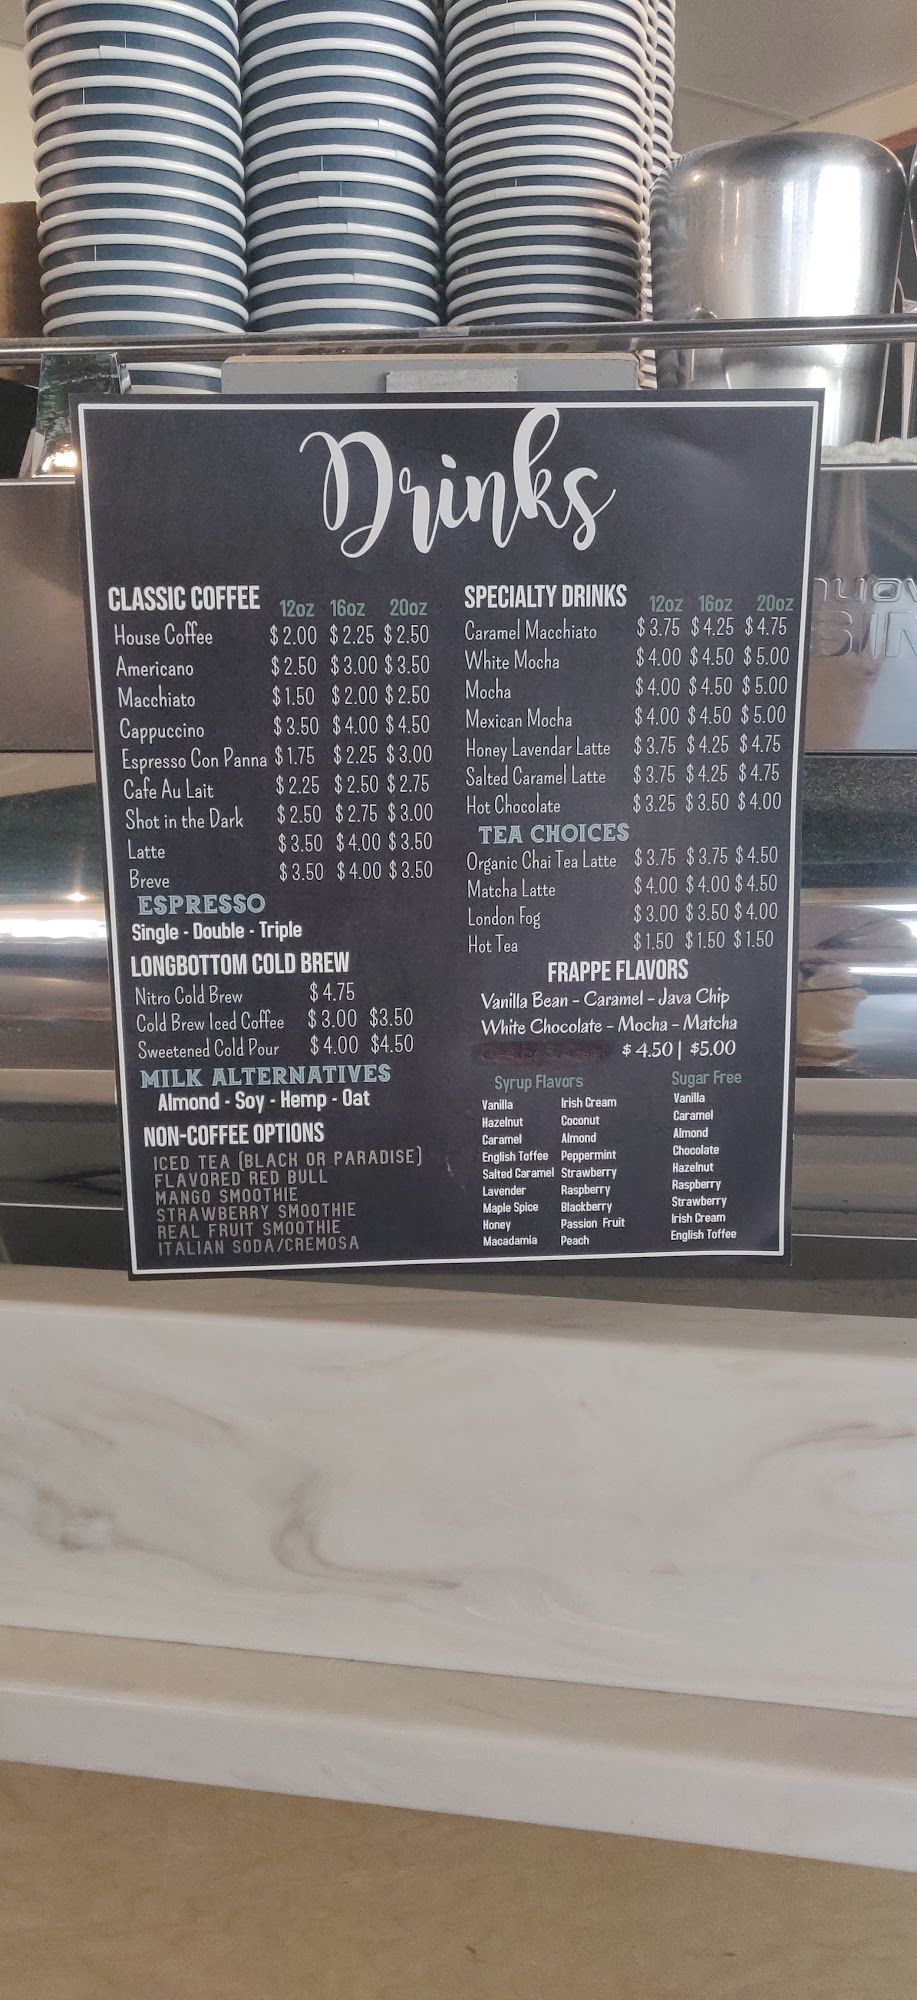 Drinks
CLASSIC COFFEE 12oz 16oz 20oz
House Coffee $2.00 $2.25 $2.50
Americano $2.50 $3.00 $3.50
Macchiato $1.50 $2.00 $2.50
Cappuccino $3.50 $4.00 $4.50
Espresso Con Panna $1.75 $2.25 $3.00
Cafe Au Lait $2.25 $2.50 $2.75
Shot in the Dark $2.50 $2.75 $3.00
Latte $3.50 $4.00 $3.50
Breve $3.50 $4.00 $3.50
ESPRESSO
Single - Double - Triple
LONGBOTTOM COLD BREW
Nitro Cold Brew $4.75
Cold Brew Iced Coffee $3.00 $3.50
Sweetened Cold Pour $4.00 $4.50
MILK ALTERNATIVES
Almond - Soy - Hemp - Oat
NON-COFFEE OPTIONS
ICED TEA (BLACK OR PARADISE)
FLAVORED RED BULL
MANGO SMOOTHIE
STRAWBERRY SMOOTHIE
REAL FRUIT SMOOTHIE
ITALIAN SODA/CREMOSA
SPECIALTY DRINKS 12oz 16oz 20oz
Caramel Macchiato $3.75 $4.25 $4.75
White Mocha $4.00 $4.50 $5.00
Mocha $4.00 $4.50 $5.00
Mexican Mocha $4.00 $4.50 $5.00
Honey Lavendar Latte $3.75 $4.25 $4.75
Salted Caramel Latte $3.75 $4.25 $4.75
Hot Chocolate $3.25 $3.50 $4.00
TEA CHOICES
Organic Chai Tea Latte $3.75 $3.75 $4.50
Matcha Latte $4.00 $4.00 $4.50
London Fog $3.00 $3.50 $4.00
Hot Tea $1.50 $1.50 $1.50
FRAPPE FLAVORS
Vanilla Bean - Caramel - Java Chip
White Chocolate - Mocha - Matcha
$4.50 | $5.00
Syrup Flavors
Vanilla Irish Cream
Hazelnut Coconut
Caramel Almond
English Toffee Peppermint
Salted Caramel Strawberry
Lavender Raspberry
Maple Spice Blackberry
Honey Passion Fruit
Macadamia Peach
Sugar Free
Vanilla
Caramel
Almond
Chocolate
Hazelnut
Raspberry
Strawberry
Irish Cream
English Toffee